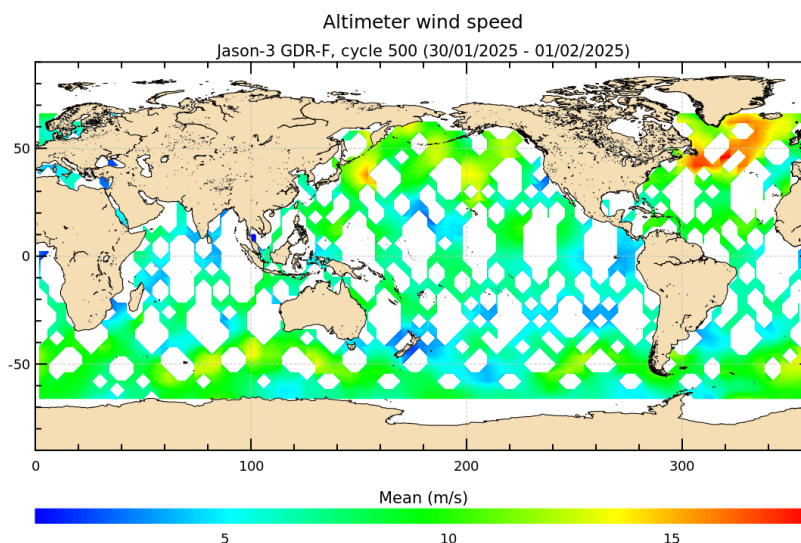 Altimeter wind speed
Jason-3 GDR-F, cycle 500 (30/01/2025 - 01/02/2025)
50
0
-50
0 100 200 300
Mean (m/s)
5 10 15